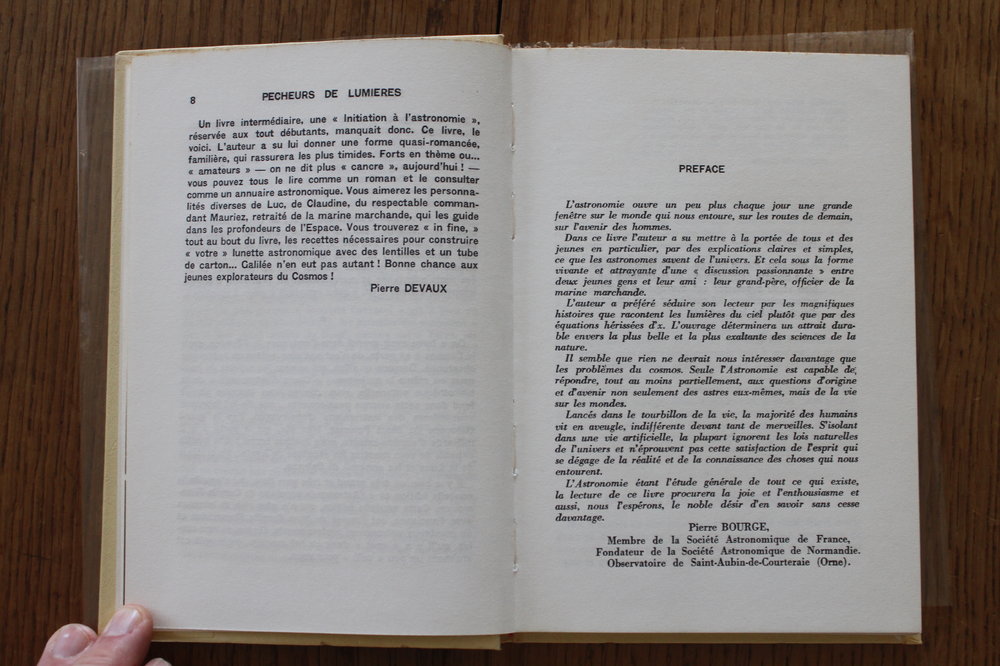 8
PECHEURS DE LUMIERES
Un livre intermédiaire, une « Initiation à l'astronomie »,
réservée aux tout débutants, manquait donc. Ce livre, le
voici. L'auteur a su lui donner une forme quasi-romancée,
familière, qui rassurera les plus timides. Forts en thème ou...
« amateurs » — on ne dit plus « cancre », aujourd'hui ! —
vous pouvez tous le lire comme un roman et le consulter
comme un annuaire astronomique. Vous aimerez les personna-
lités diverses de Luc, de Claudine, du respectable comman-
dant Mauriez, retraité de la marine marchande, qui les guide
dans les profondeurs de l'Espace. Vous trouverez « in fine, »
tout au bout du livre, les recettes nécessaires pour construire
« votre » lunette astronomique avec des lentilles et un tube
de carton... Galilée n'en eut pas autant ! Bonne chance aux
jeunes explorateurs du Cosmos !
Pierre DEVAUX
PREFACE
L'astronomie ouvre un peu plus chaque jour une grande
fenêtre sur le monde qui nous entoure, sur les routes de demain,
sur l'avenir des hommes.
Dans ce livre l'auteur a su mettre à la portée de tous et des
jeunes en particulier, par des explications claires et simples,
ce que les astronomes savent de l'univers. Et cela sous la forme
vivante et attrayante d'une « discussion passionnante » entre
deux jeunes gens et leur ami : leur grand-père, officier de la
marine marchande.
L'auteur a préféré séduire son lecteur par les magnifiques
histoires que racontent les lumières du ciel plutôt que par des
équations hérissées d'x. L'ouvrage déterminera un attrait dura-
ble envers la plus belle et la plus exaltante des sciences de la
nature.
Il semble que rien ne devrait nous intéresser davantage que
les problèmes du cosmos. Seule l'Astronomie est capable de
répondre, tout au moins partiellement, aux questions d'origine
et d'avenir non seulement des astres eux-mêmes, mais de la vie
sur les mondes.
Lancés dans le tourbillon de la vie, la majorité des humains
vit en aveugle, indifférente devant tant de merveilles. S'isolant
dans une vie artificielle, la plupart ignorent les lois naturelles
de l'univers et n'éprouvent pas cette satisfaction de l'esprit qui
se dégage de la réalité et de la connaissance des choses qui nous
entourent.
L'Astronomie étant l'étude générale de tout ce qui existe,
la lecture de ce livre procurera la joie et l'enthousiasme et
aussi, nous l'espérons, le noble désir d'en savoir sans cesse
davantage.
Pierre BOURGE,
Membre de la Société Astronomique de France,
Fondateur de la Société Astronomique de Normandie.
Observatoire de Saint-Aubin-de-Courteraie (Orne).